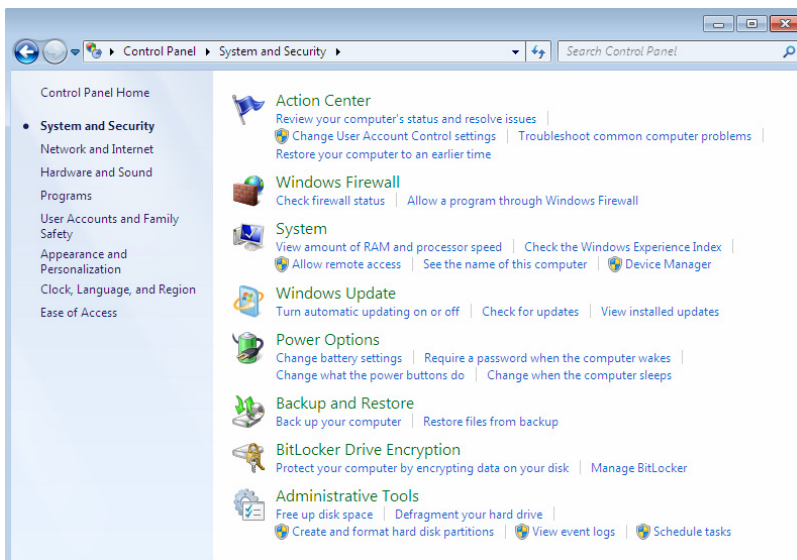 Control Panel System and Security Search Control Panel
Control Panel Home
System and Security
Network and Internet
Hardware and Sound
Programs
User Accounts and Family
Safety
Appearance and
Personalization
Clock, Language, and Region
Ease of Access
Action Center
Review your computer's status and resolve issues
Change User Account Control settings Troubleshoot common computer problems
Restore your computer to an earlier time
Windows Firewall
Check firewall status Allow a program through Windows Firewall
System
View amount of RAM and processor speed Check the Windows Experience Index
Allow remote access See the name of this computer Device Manager
Windows Update
Turn automatic updating on or off Check for updates View installed updates
Power Options
Change battery settings Require a password when the computer wakes
Change what the power buttons do Change when the computer sleeps
Backup and Restore
Back up your computer Restore files from backup
BitLocker Drive Encryption
Protect your computer by encrypting data on your disk Manage BitLocker
Administrative Tools
Free up disk space Defragment your hard drive
Create and format hard disk partitions View event logs Schedule tasks